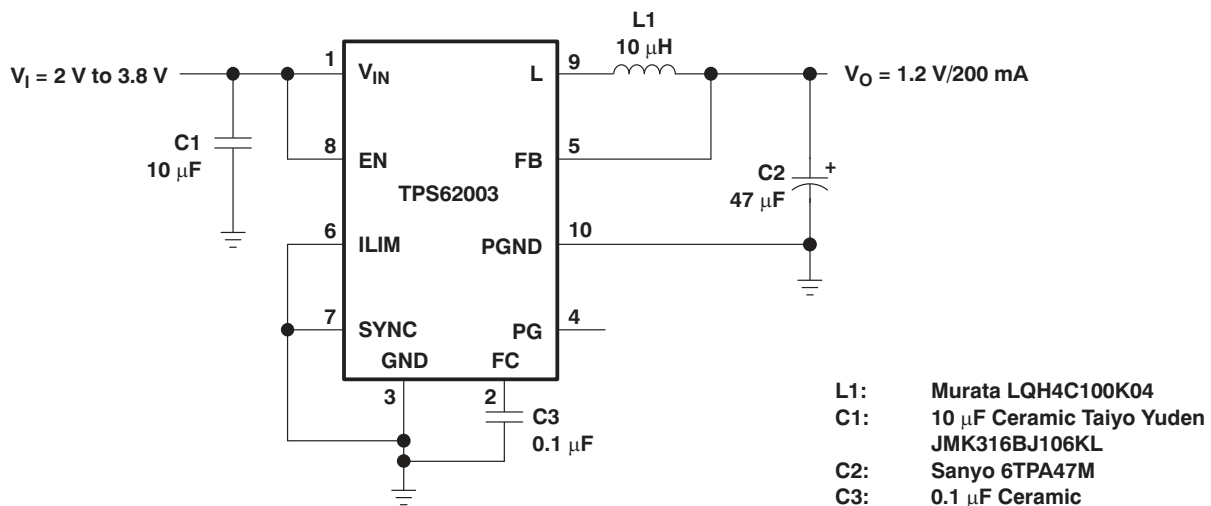 L1
10 μH
V_I = 2 V to 3.8 V
1
V_IN
L
9
V_O = 1.2 V/200 mA
C1
10 μF
8
EN
FB
5
TPS62003
C2
47 μF
+
6
ILIM
PGND
10
7
SYNC
PG
4
GND
FC
3
2
C3
0.1 μF
L1: Murata LQH4C100K04
C1: 10 μF Ceramic Taiyo Yuden
JMK316BJ106KL
C2: Sanyo 6TPA47M
C3: 0.1 μF Ceramic